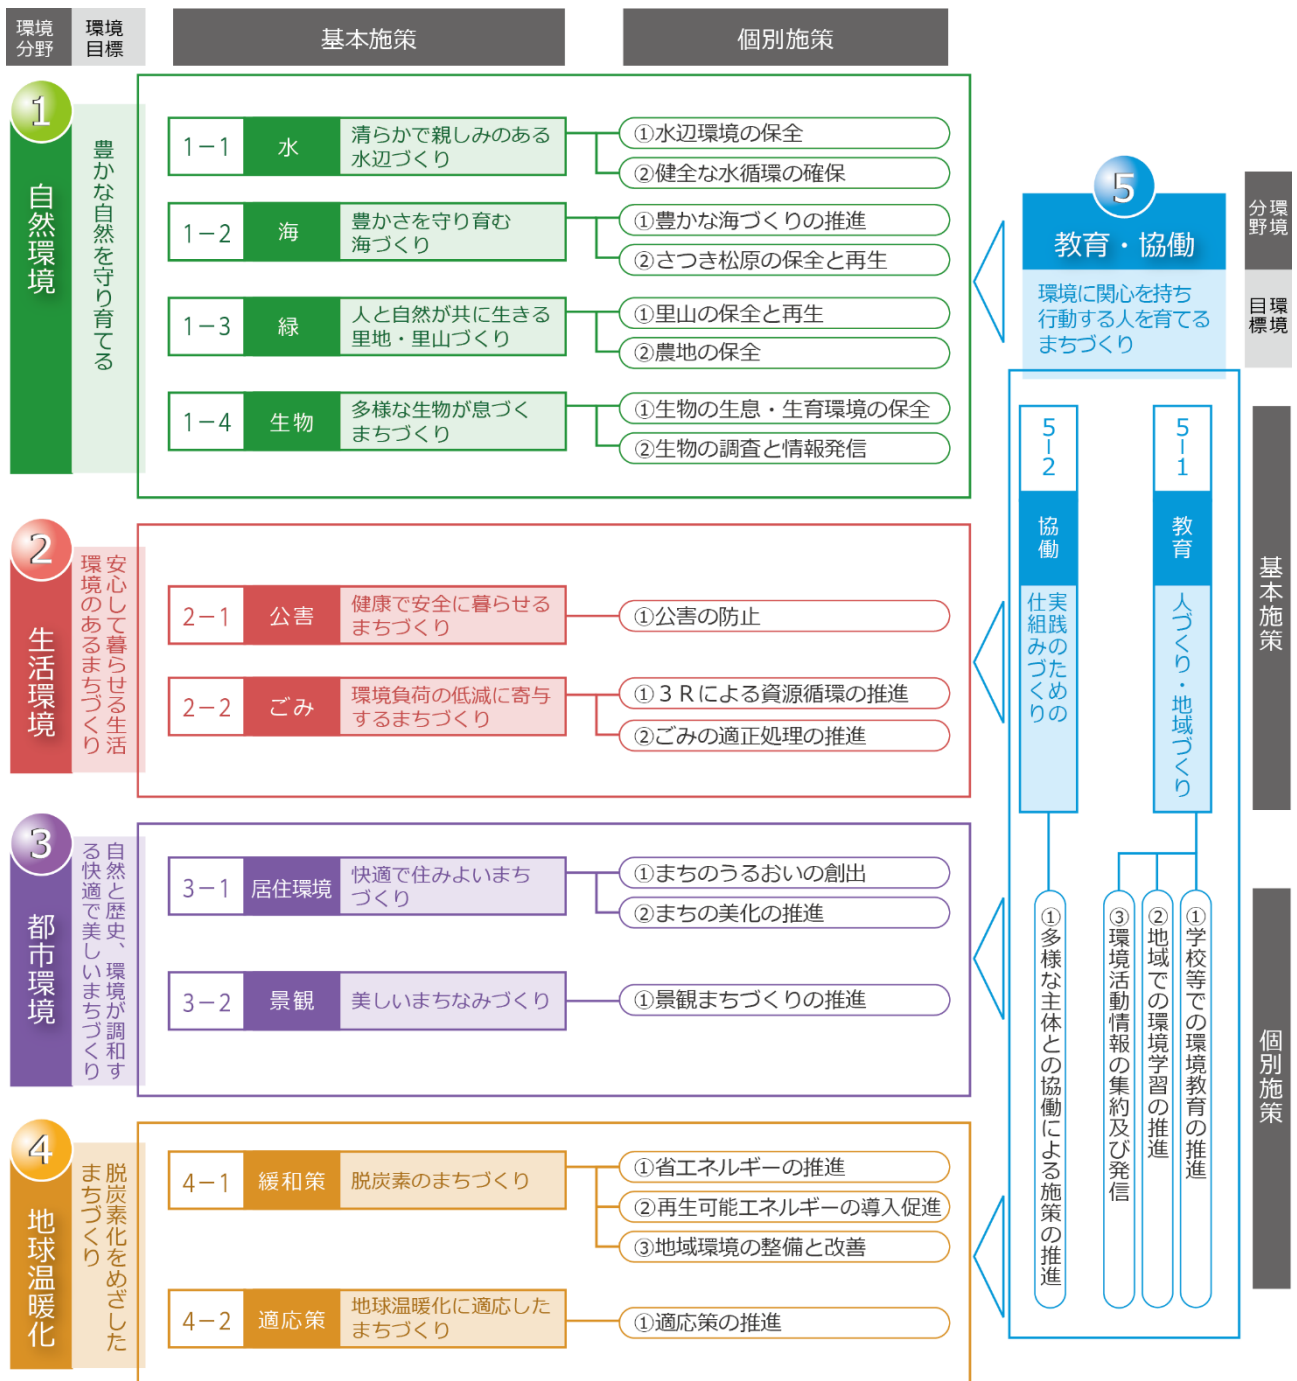 環境
分野
環境
目標
基本施策
個別施策
1
自然環境
豊かな自然を守り育てる
1－1
水
清らかで親しみのある
水辺づくり
①水辺環境の保全
②健全な水循環の確保
1－2
海
豊かさを守り育む
海づくり
①豊かな海づくりの推進
②さつき松原の保全と再生
1－3
緑
人と自然が共に生きる
里地・里山づくり
①里山の保全と再生
②農地の保全
1－4
生物
多様な生物が息づく
まちづくり
①生物の生息・生育環境の保全
②生物の調査と情報発信
2
生活環境
安心して暮らせる生活
環境のあるまちづくり
2－1
公害
健康で安全に暮らせる
まちづくり
①公害の防止
2－2
ごみ
環境負荷の低減に寄与
するまちづくり
①３Ｒによる資源循環の推進
②ごみの適正処理の推進
3
都市環境
自然と歴史、環境が調和す
る快適で美しいまちづくり
3－1
居住環境
快適で住みよいまち
づくり
①まちのうるおいの創出
②まちの美化の推進
3－2
景観
美しいまちなみづくり
①景観まちづくりの推進
4
地球温暖化
脱炭素化をめざした
まちづくり
4－1
緩和策
脱炭素のまちづくり
①省エネルギーの推進
②再生可能エネルギーの導入促進
③地域環境の整備と改善
4－2
適応策
地球温暖化に適応した
まちづくり
①適応策の推進
5
教育・協働
環境に関心を持ち
行動する人を育てる
まちづくり
環境
分野
環境
目標
基本施策
個別施策
5－1
教育
人づくり・地域づくり
①学校等での環境教育の推進
②地域での環境学習の推進
③環境活動情報の集約及び発信
5－2
協働
実践のための
仕組みづくり
①多様な主体との協働による施策の推進